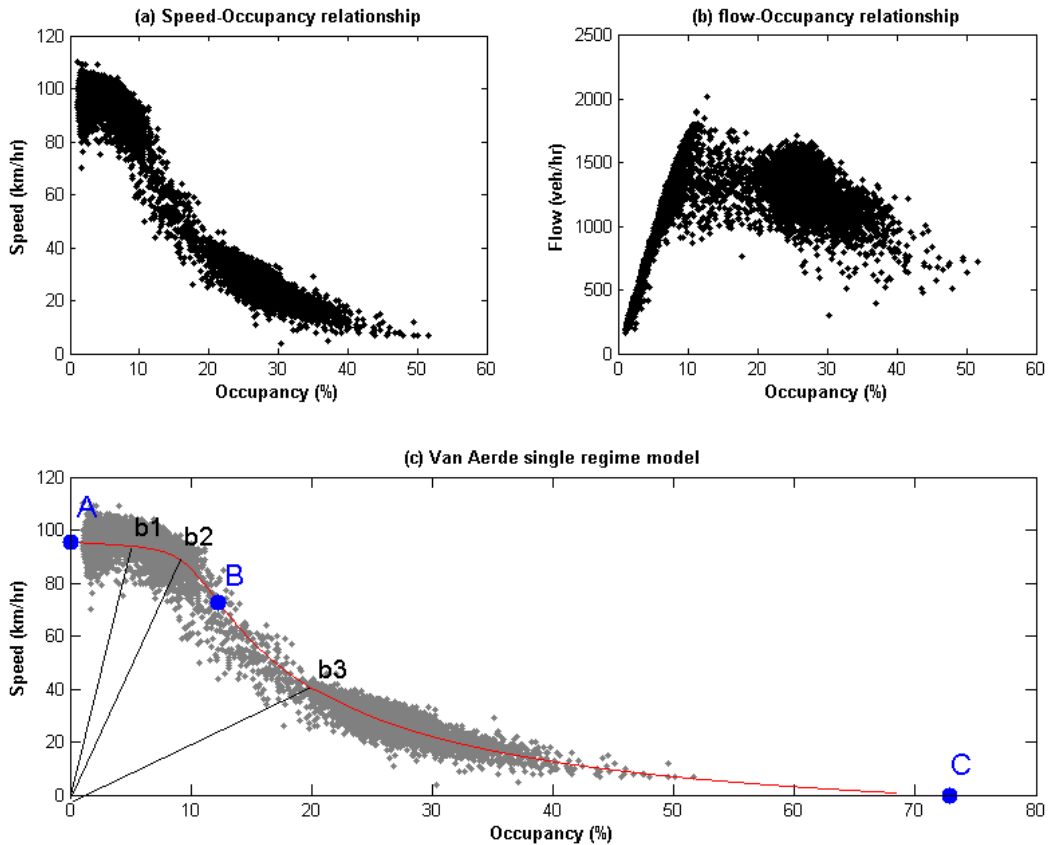 (a) Speed-Occupancy relationship
120
100
80
60
40
20
0
Speed (km/hr)
0 10 20 30 40 50 60
Occupancy (%)
(b) flow-Occupancy relationship
2500
2000
1500
1000
500
0
Flow (veh/hr)
0 10 20 30 40 50 60
Occupancy (%)
(c) Van Aerde single regime model
120
100
80
60
40
20
0
Speed (km/hr)
A
b1
b2
B
b3
C
0 10 20 30 40 50 60 70 80
Occupancy (%)